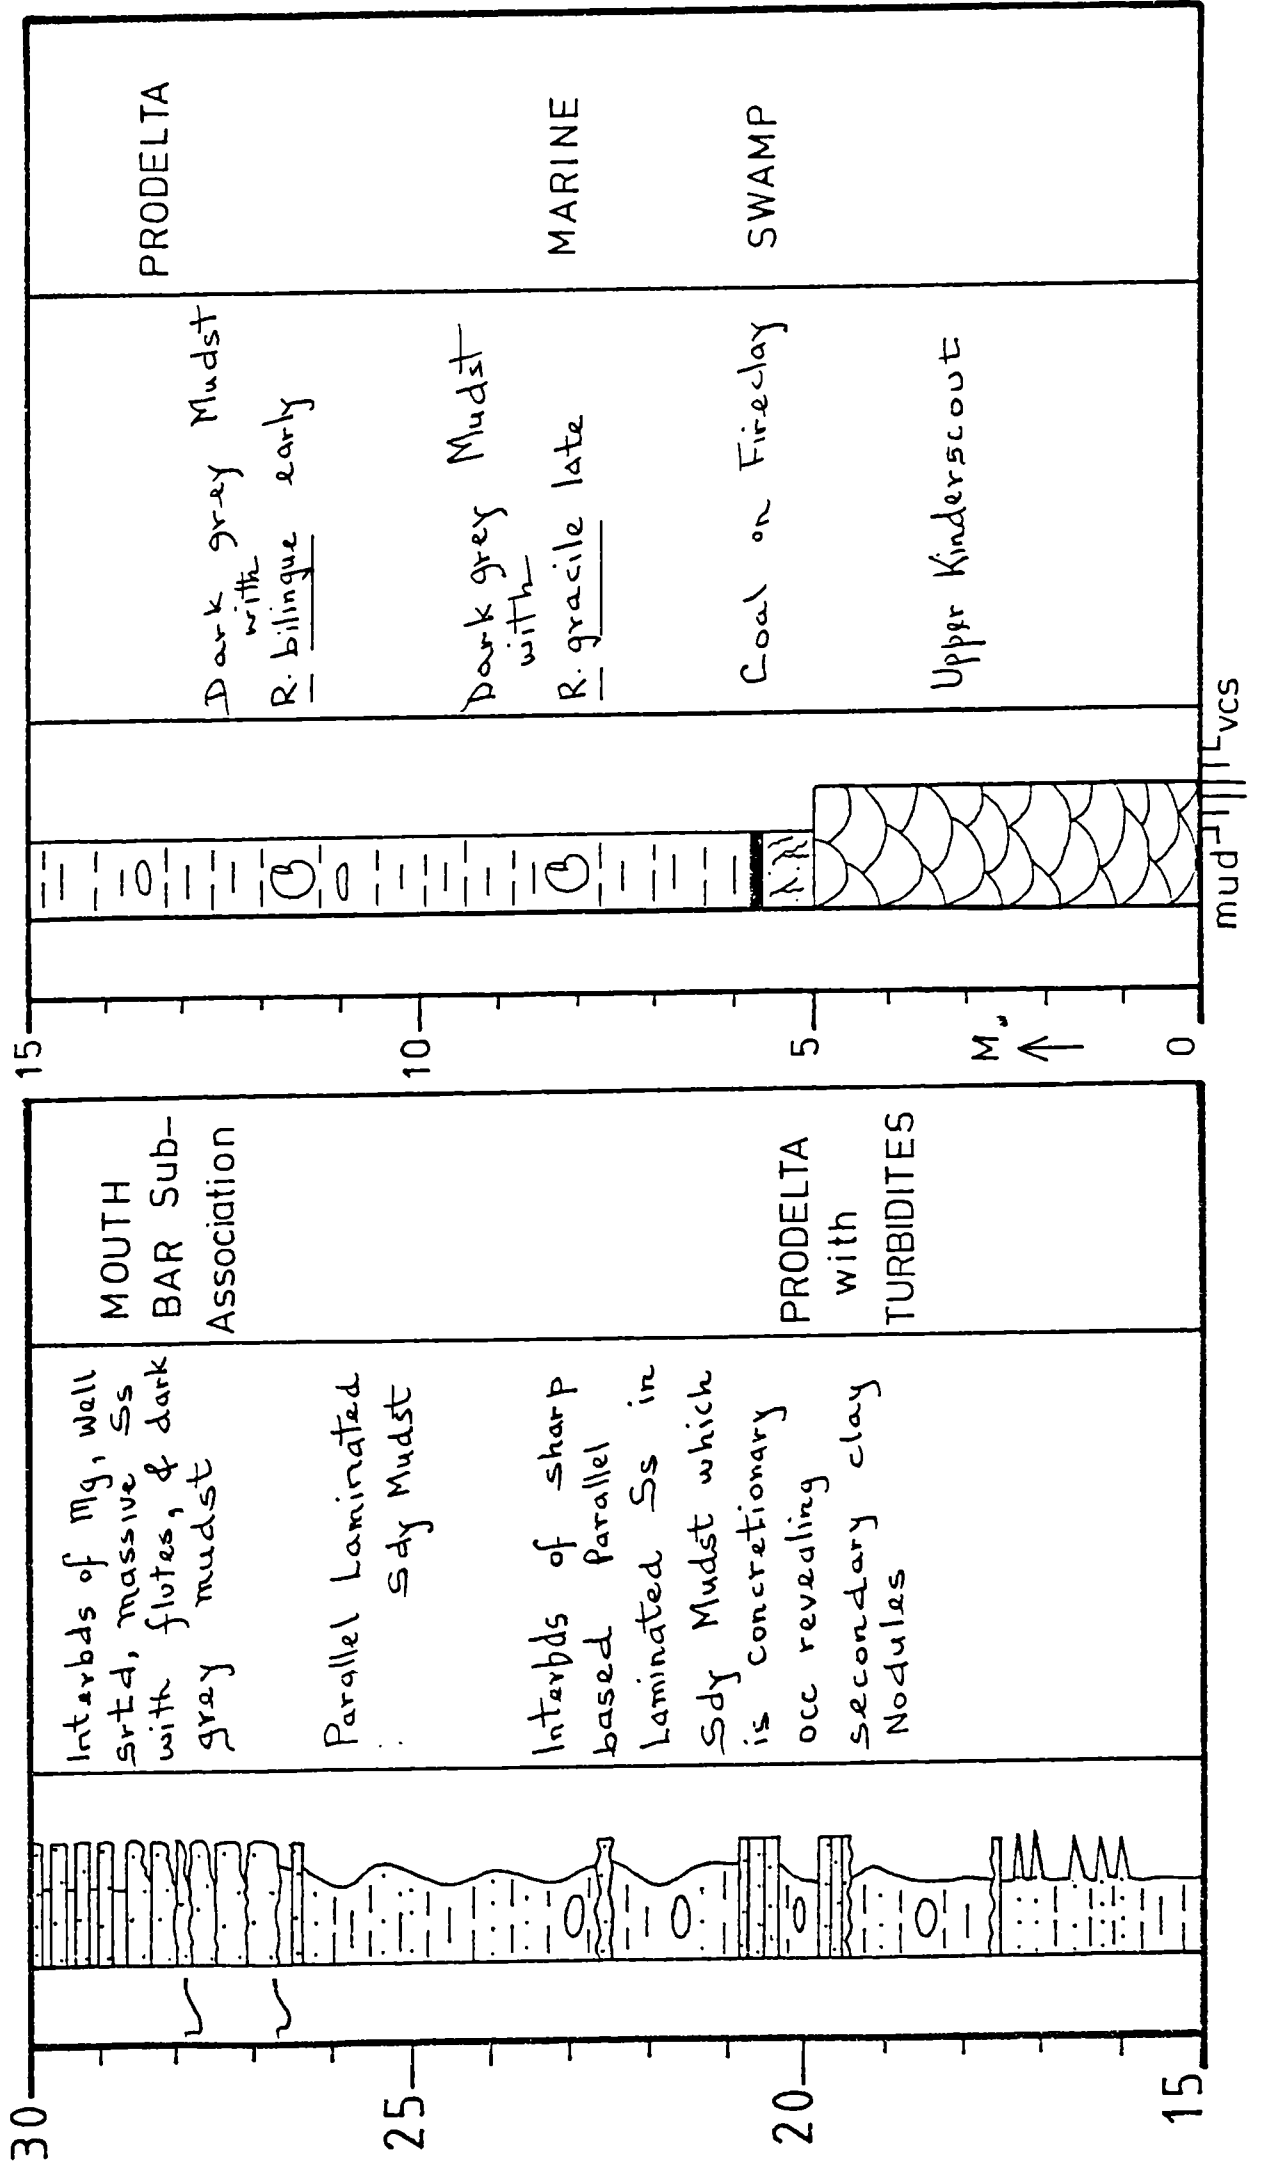 30
25
20
15
Interbds of Mg, well
srtd, massive Ss
with flutes, & dark
grey mudst
Parallel Laminated
Sdy Mudst
Interbds of sharp
based Parallel
Laminated Ss in
Sdy Mudst which
is concretionary
occ revealing
secondary clay
Nodules
MOUTH
BAR Sub-
Association
PRODELTA
with
TURBIDITES
15
10
5
M
0
mud
vcs
Dark grey Mudst
with
R. bilingue early
Dark grey Mudst
with
R. gracile late
Coal on Fireclay
Upper Kinderscout
PRODELTA
MARINE
SWAMP